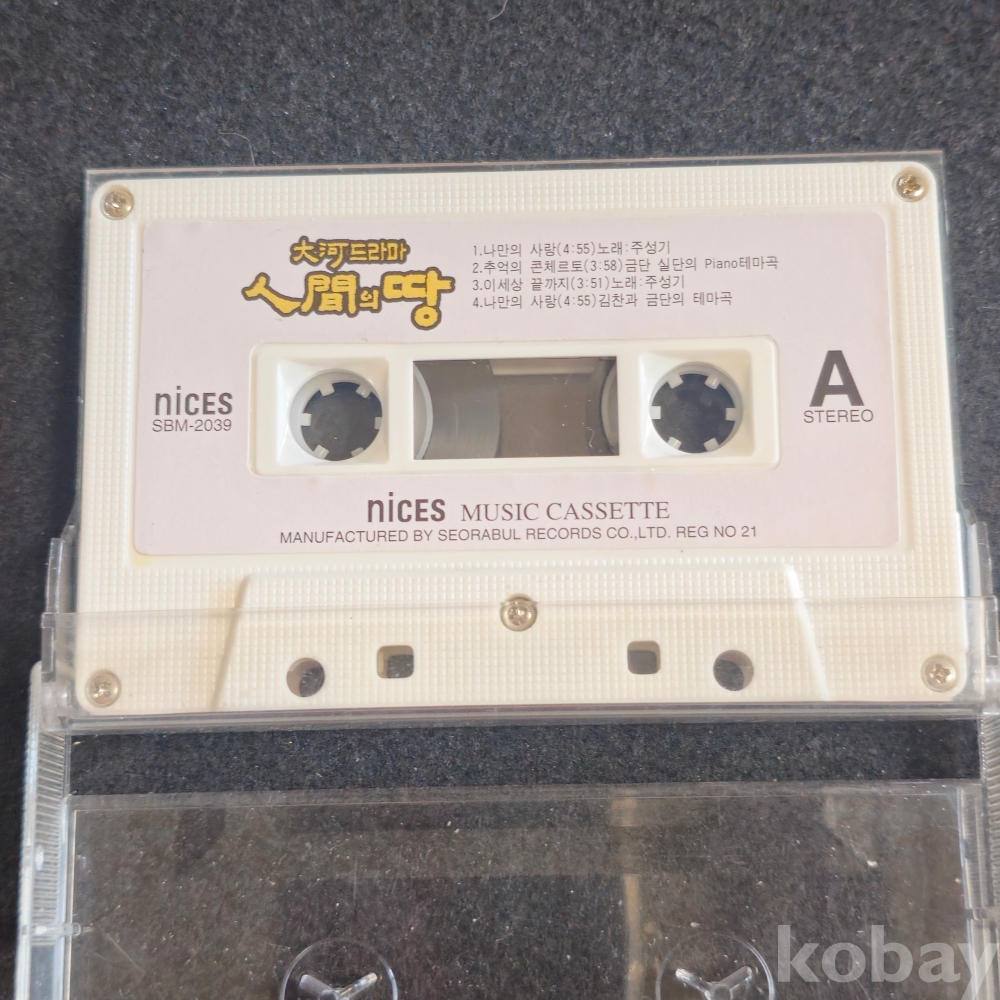 大河드라마
人間의 땅
1.나만의 사랑(4:55)노래:주성기
2.추억의 콘체르토(3:58)금단 실단의 Piano테마곡
3.이세상 끝까지(3:51)노래:주성기
4.나만의 사랑(4:55)김찬과 금단의 테마곡
nices
SBM-2039
A
STEREO
nices MUSIC CASSETTE
MANUFACTURED BY SEORABUL RECORDS CO.,LTD. REG NO 21
kobay